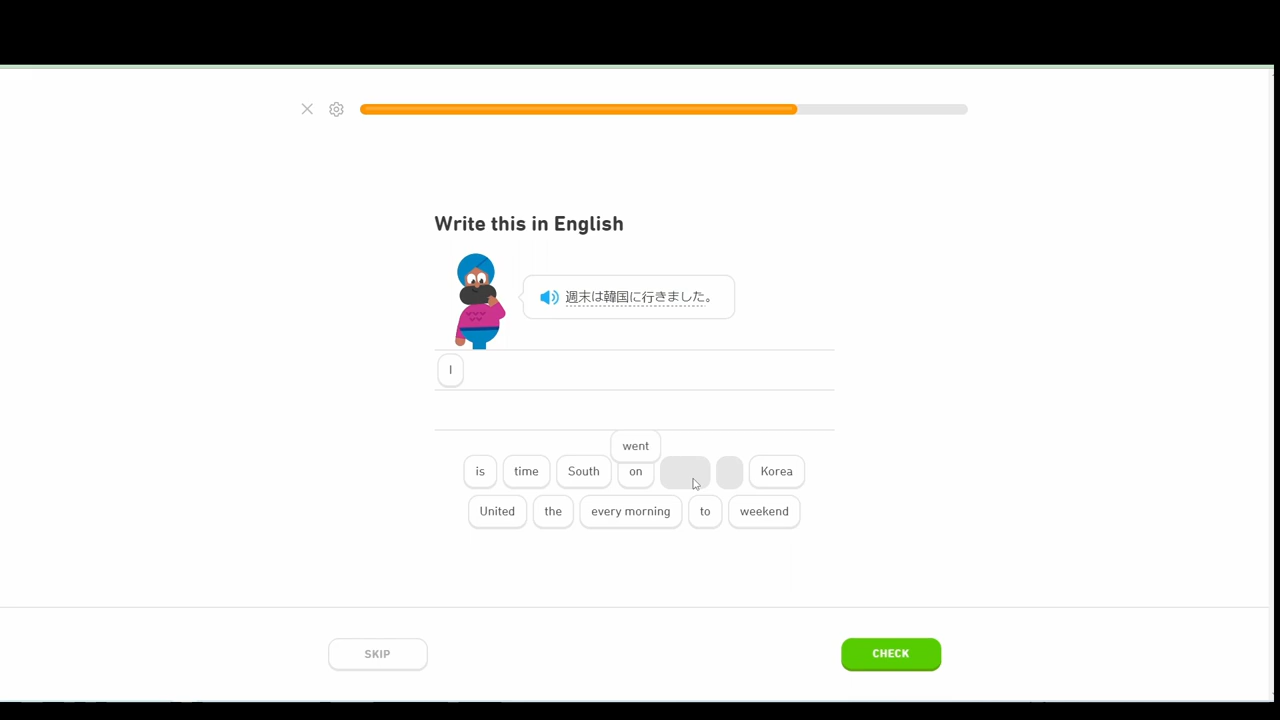 Write this in English
週末は韓国に行きました。
I
went
is time South on Korea
United the every morning to weekend
SKIP CHECK